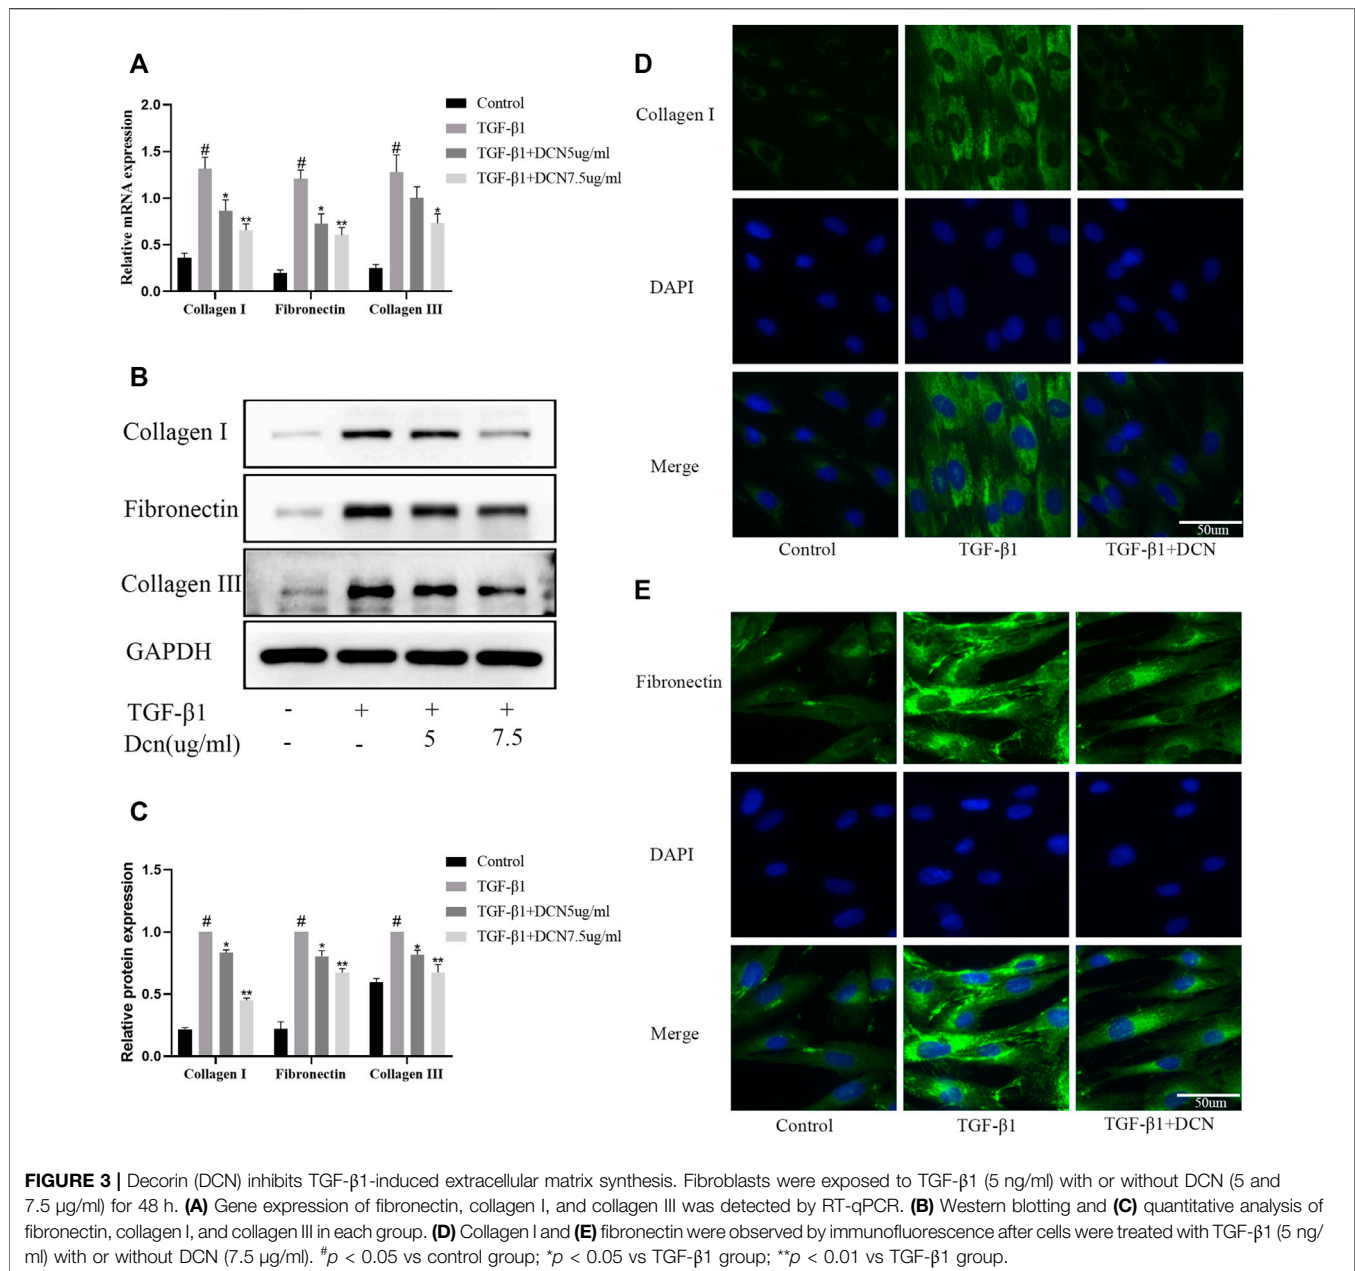 A
2.0
1.5
1.0
0.5
0.0
Relative mRNA expression
Control
TGF-β1
TGF-β1+DCN5ug/ml
TGF-β1+DCN7.5ug/ml
# * ** # * ** # *
Collagen I Fibronectin Collagen III
B
Collagen I
Fibronectin
Collagen III
GAPDH
TGF-β1 - + + +
Dcn(ug/ml) - - 5 7.5
C
1.5
1.0
0.5
0.0
Relative protein expression
Control
TGF-β1
TGF-β1+DCN5ug/ml
TGF-β1+DCN7.5ug/ml
# * ** # * ** # * **
Collagen I Fibronectin Collagen III
D
Collagen I
DAPI
Merge
50um
Control TGF-β1 TGF-β1+DCN
E
Fibronectin
DAPI
Merge
50um
Control TGF-β1 TGF-β1+DCN
FIGURE 3 | Decorin (DCN) inhibits TGF-β1-induced extracellular matrix synthesis. Fibroblasts were exposed to TGF-β1 (5 ng/ml) with or without DCN (5 and
7.5 μg/ml) for 48 h. (A) Gene expression of fibronectin, collagen I, and collagen III was detected by RT-qPCR. (B) Western blotting and (C) quantitative analysis of
fibronectin, collagen I, and collagen III in each group. (D) Collagen I and (E) fibronectin were observed by immunofluorescence after cells were treated with TGF-β1 (5 ng/
ml) with or without DCN (7.5 μg/ml). #p < 0.05 vs control group; *p < 0.05 vs TGF-β1 group; **p < 0.01 vs TGF-β1 group.